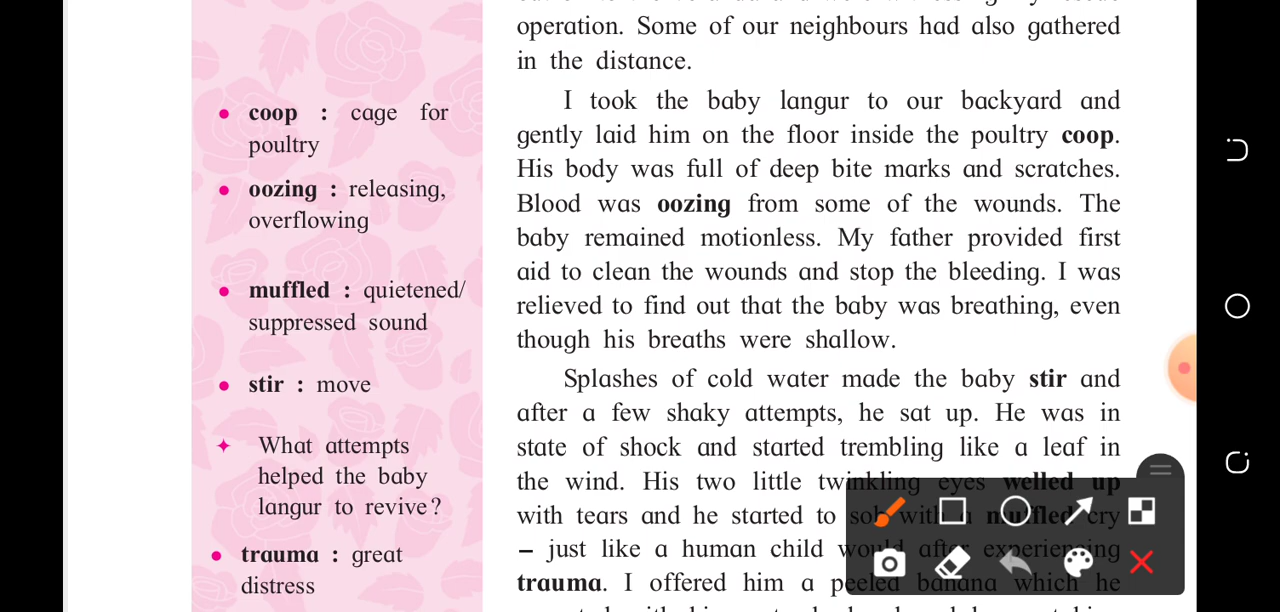 operation. Some of our neighbours had also gathered
in the distance.
I took the baby langur to our backyard and
gently laid him on the floor inside the poultry coop.
His body was full of deep bite marks and scratches.
Blood was oozing from some of the wounds. The
baby remained motionless. My father provided first
aid to clean the wounds and stop the bleeding. I was
relieved to find out that the baby was breathing, even
though his breaths were shallow.
Splashes of cold water made the baby stir and
after a few shaky attempts, he sat up. He was in
state of shock and started trembling like a leaf in
the wind. His two little twinkling eyes welled up
with tears and he started to sob with a muffled cry
– just like a human child would after experiencing
trauma. I offered him a peeled banana which he
• coop : cage for
poultry
• oozing : releasing,
overflowing
• muffled : quietened/
suppressed sound
• stir : move
✦ What attempts
helped the baby
langur to revive?
• trauma : great
distress